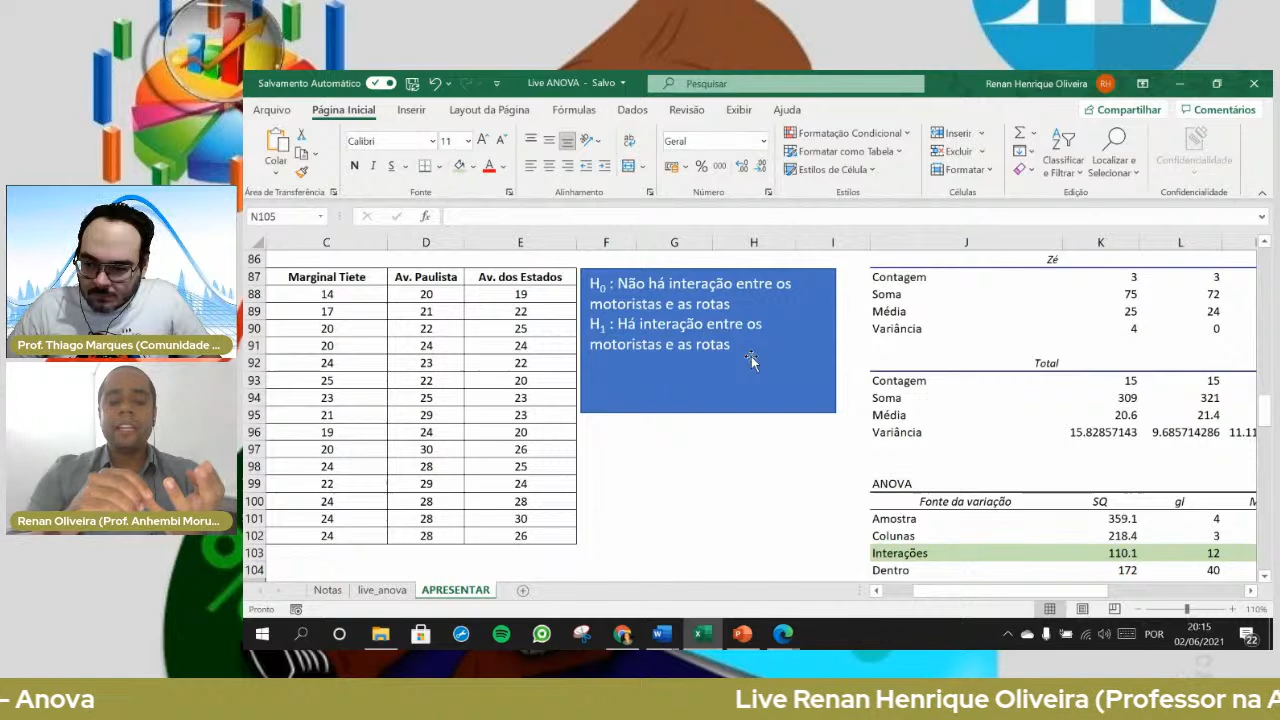 Salvamento Automático
Live ANOVA - Salvo
Pesquisar
Renan Henrique Oliveira
RH
Arquivo Página Inicial Inserir Layout da Página Fórmulas Dados Revisão Exibir Ajuda
Compartilhar Comentários
Colar
Calibri 11
N I S
Geral
% 000
Formatação Condicional
Formatar como Tabela
Estilos de Célula
Inserir
Excluir
Formatar
Classificar e Filtrar
Localizar e Selecionar
Confidencialidade
Área de Transferência Fonte Alinhamento Número Estilos Células Edição Confidencialidade
N105 fx
C D E F G H I J K L
86 Zé
87 Marginal Tiete Av. Paulista Av. dos Estados Contagem 3 3
88 14 20 19 Soma 75 72
89 17 21 22 Média 25 24
90 20 22 25 Variância 4 0
91 20 24 24
92 24 23 22 Total
93 25 22 20 Contagem 15 15
94 23 25 23 Soma 309 321
95 21 29 23 Média 20.6 21.4
96 19 24 20 Variância 15.82857143 9.685714286 11.11
97 20 30 26
98 24 28 25
99 22 29 24 ANOVA
100 24 28 28 Fonte da variação SQ gl
101 24 28 30 Amostra 359.1 4
102 24 28 26 Colunas 218.4 3
103 Interações 110.1 12
104 Dentro 172 40
H0 : Não há interação entre os
motoristas e as rotas
H1 : Há interação entre os
motoristas e as rotas
Notas live_anova APRESENTAR
Pronto
110%
POR
20:15
02/06/2021
22
Prof. Thiago Marques (Comunidade ...
Renan Oliveira (Prof. Anhembi Moru...
– Anova
Live Renan Henrique Oliveira (Professor na A